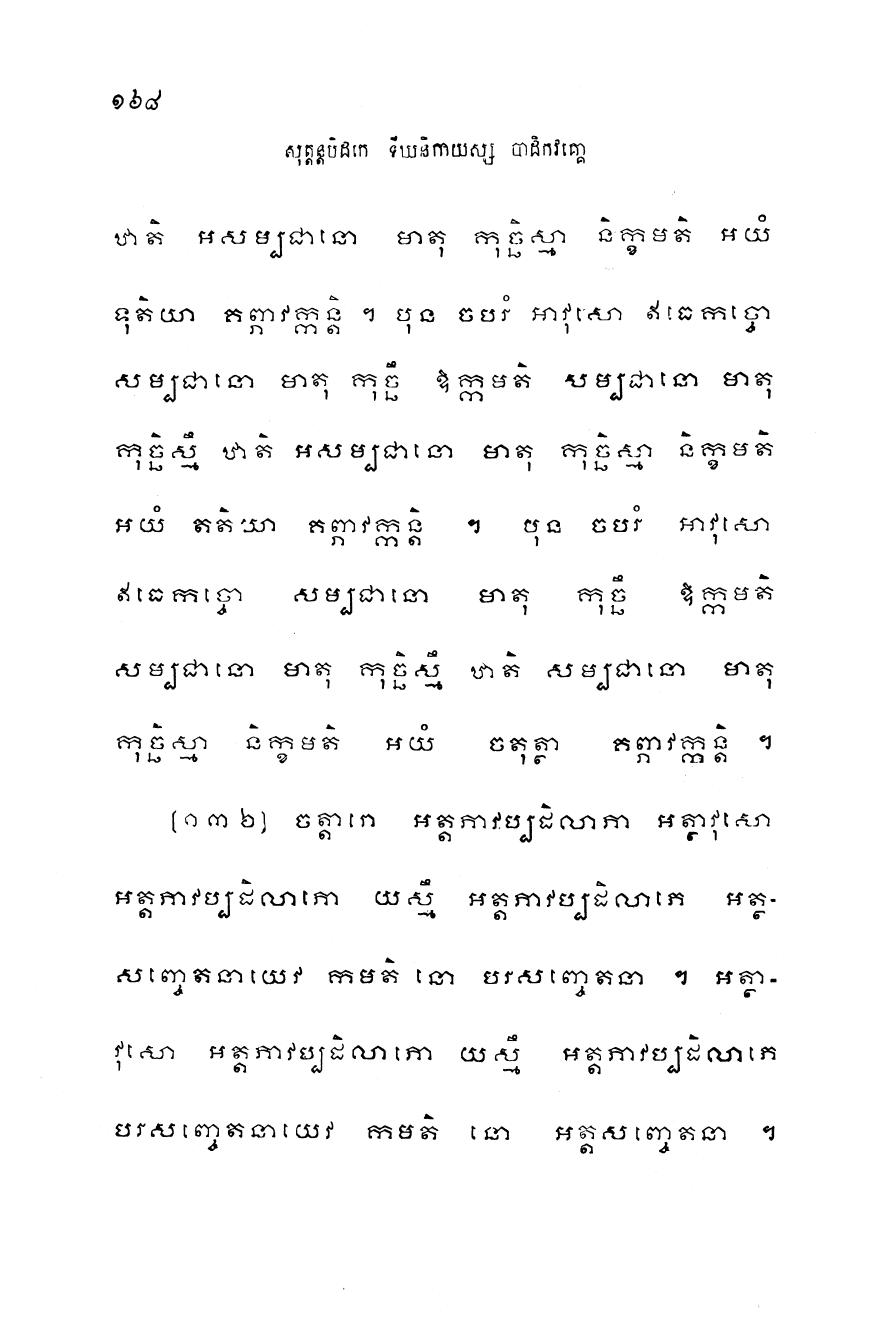 ១៦៨
សុត្តន្តបិដកេ ទីឃនិកាយស្ស បាដិកវគ្គេ
ឋាតិ អសម្បជានោ មាតុ កុច្ឆិស្មា និក្ខមតិ អយំ
ទុតិយា គព្ភាវក្កន្តិ ។ បុន ចបរំ អាវុសោ ឥធេកច្ចោ
សម្បជានោ មាតុ កុច្ឆឹ ឱក្កមតិ សម្បជានោ មាតុ
កុច្ឆិស្មឹ ឋាតិ អសម្បជានោ មាតុ កុច្ឆិស្មា និក្ខមតិ
អយំ តតិយា គព្ភាវក្កន្តិ ។ បុន ចបរំ អាវុសោ
ឥធេកច្ចោ សម្បជានោ មាតុ កុច្ឆឹ ឱក្កមតិ
សម្បជានោ មាតុ កុច្ឆិស្មឹ ឋាតិ សម្បជានោ មាតុ
កុច្ឆិស្មា និក្ខមតិ អយំ ចតុត្ថា គព្ភាវក្កន្តិ ។
[១៣២] ចត្តារោ អត្តភាវប្បដិលាភា អត្ថាវុសោ
អត្តភាវប្បដិលាភោ យស្មឹ អត្តភាវប្បដិលាភេ អត្ត-
សញ្ចេតនាយេវ កមតិ នោ បរសញ្ចេតនា ។ អត្ថា-
វុសោ អត្តភាវប្បដិលាភោ យស្មឹ អត្តភាវប្បដិលាភេ
បរសញ្ចេតនាយេវ កមតិ នោ អត្តសញ្ចេតនា ។